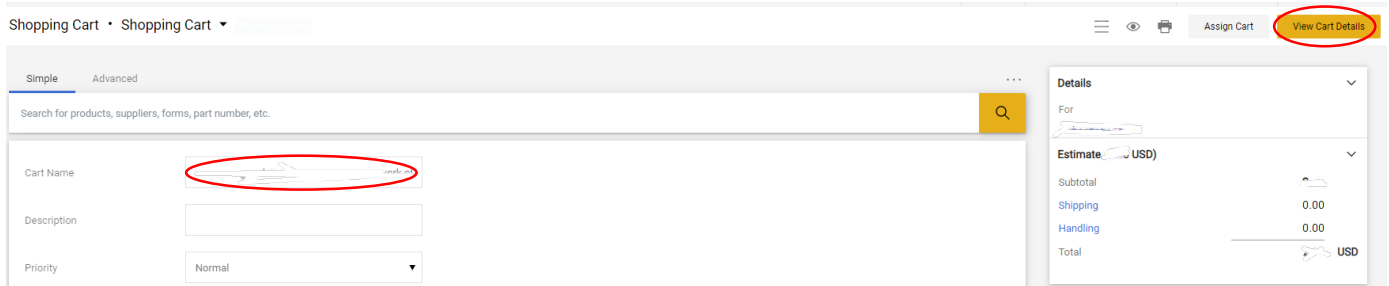 Shopping Cart • Shopping Cart
Assign Cart
View Cart Details
Simple
Advanced
...
Search for products, suppliers, forms, part number, etc.
Cart Name
Description
Priority
Normal
Details
For
Estimate USD)
Subtotal
Shipping 0.00
Handling 0.00
Total USD